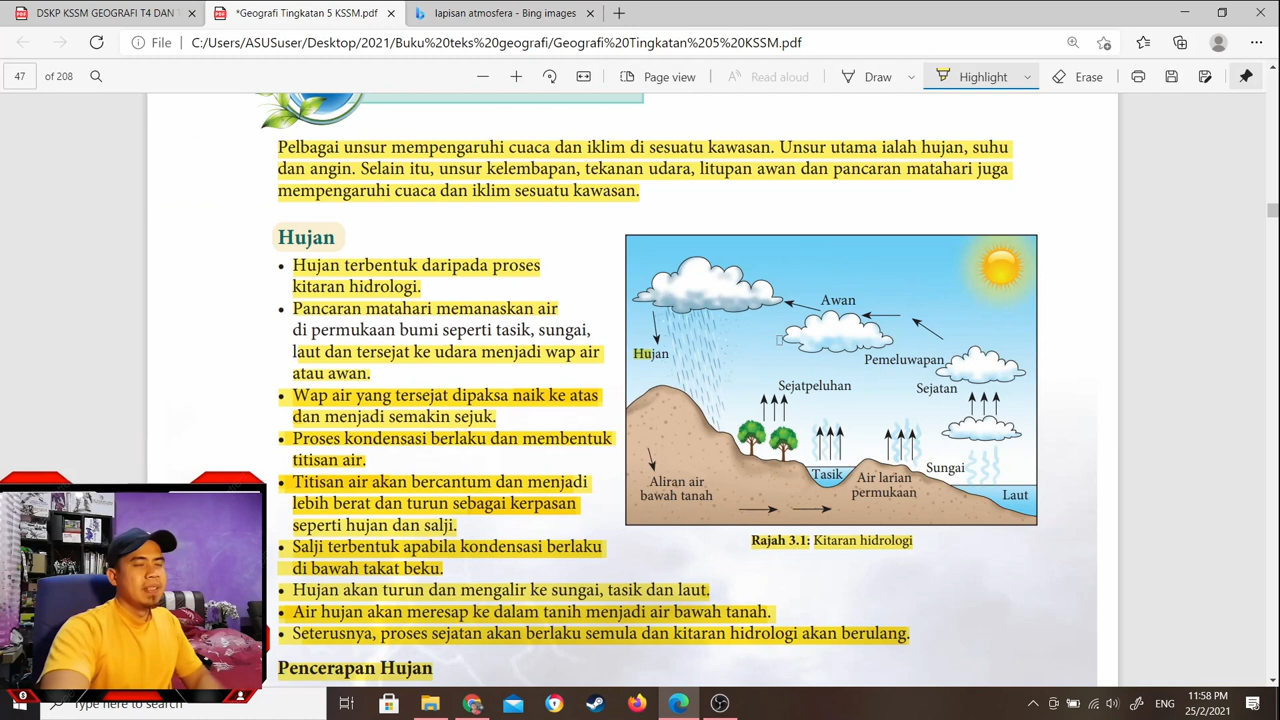 DSKP KSSM GEOGRAFI T4 DAN
*Geografi Tingkatan 5 KSSM.pdf
lapisan atmosfera - Bing images
File
C:/Users/ASUSuser/Desktop/2021/Buku%20teks%20geografi/Geografi%20Tingkatan%205%20KSSM.pdf
47 of 208
Page view
Read aloud
Draw
Highlight
Erase
Pelbagai unsur mempengaruhi cuaca dan iklim di sesuatu kawasan. Unsur utama ialah hujan, suhu
dan angin. Selain itu, unsur kelembapan, tekanan udara, litupan awan dan pancaran matahari juga
mempengaruhi cuaca dan iklim sesuatu kawasan.
Hujan
• Hujan terbentuk daripada proses
kitaran hidrologi.
• Pancaran matahari memanaskan air
di permukaan bumi seperti tasik, sungai,
laut dan tersejat ke udara menjadi wap air
atau awan.
• Wap air yang tersejat dipaksa naik ke atas
dan menjadi semakin sejuk.
• Proses kondensasi berlaku dan membentuk
titisan air.
• Titisan air akan bercantum dan menjadi
lebih berat dan turun sebagai kerpasan
seperti hujan dan salji.
• Salji terbentuk apabila kondensasi berlaku
di bawah takat beku.
• Hujan akan turun dan mengalir ke sungai, tasik dan laut.
• Air hujan akan meresap ke dalam tanih menjadi air bawah tanah.
• Seterusnya, proses sejatan akan berlaku semula dan kitaran hidrologi akan berulang.
Awan
Hujan
Pemeluwapan
Sejatpeluhan
Sejatan
Tasik
Sungai
Aliran air
bawah tanah
Air larian
permukaan
Laut
Rajah 3.1: Kitaran hidrologi
Pencerapan Hujan
Type here to search
ENG
11:58 PM
25/2/2021